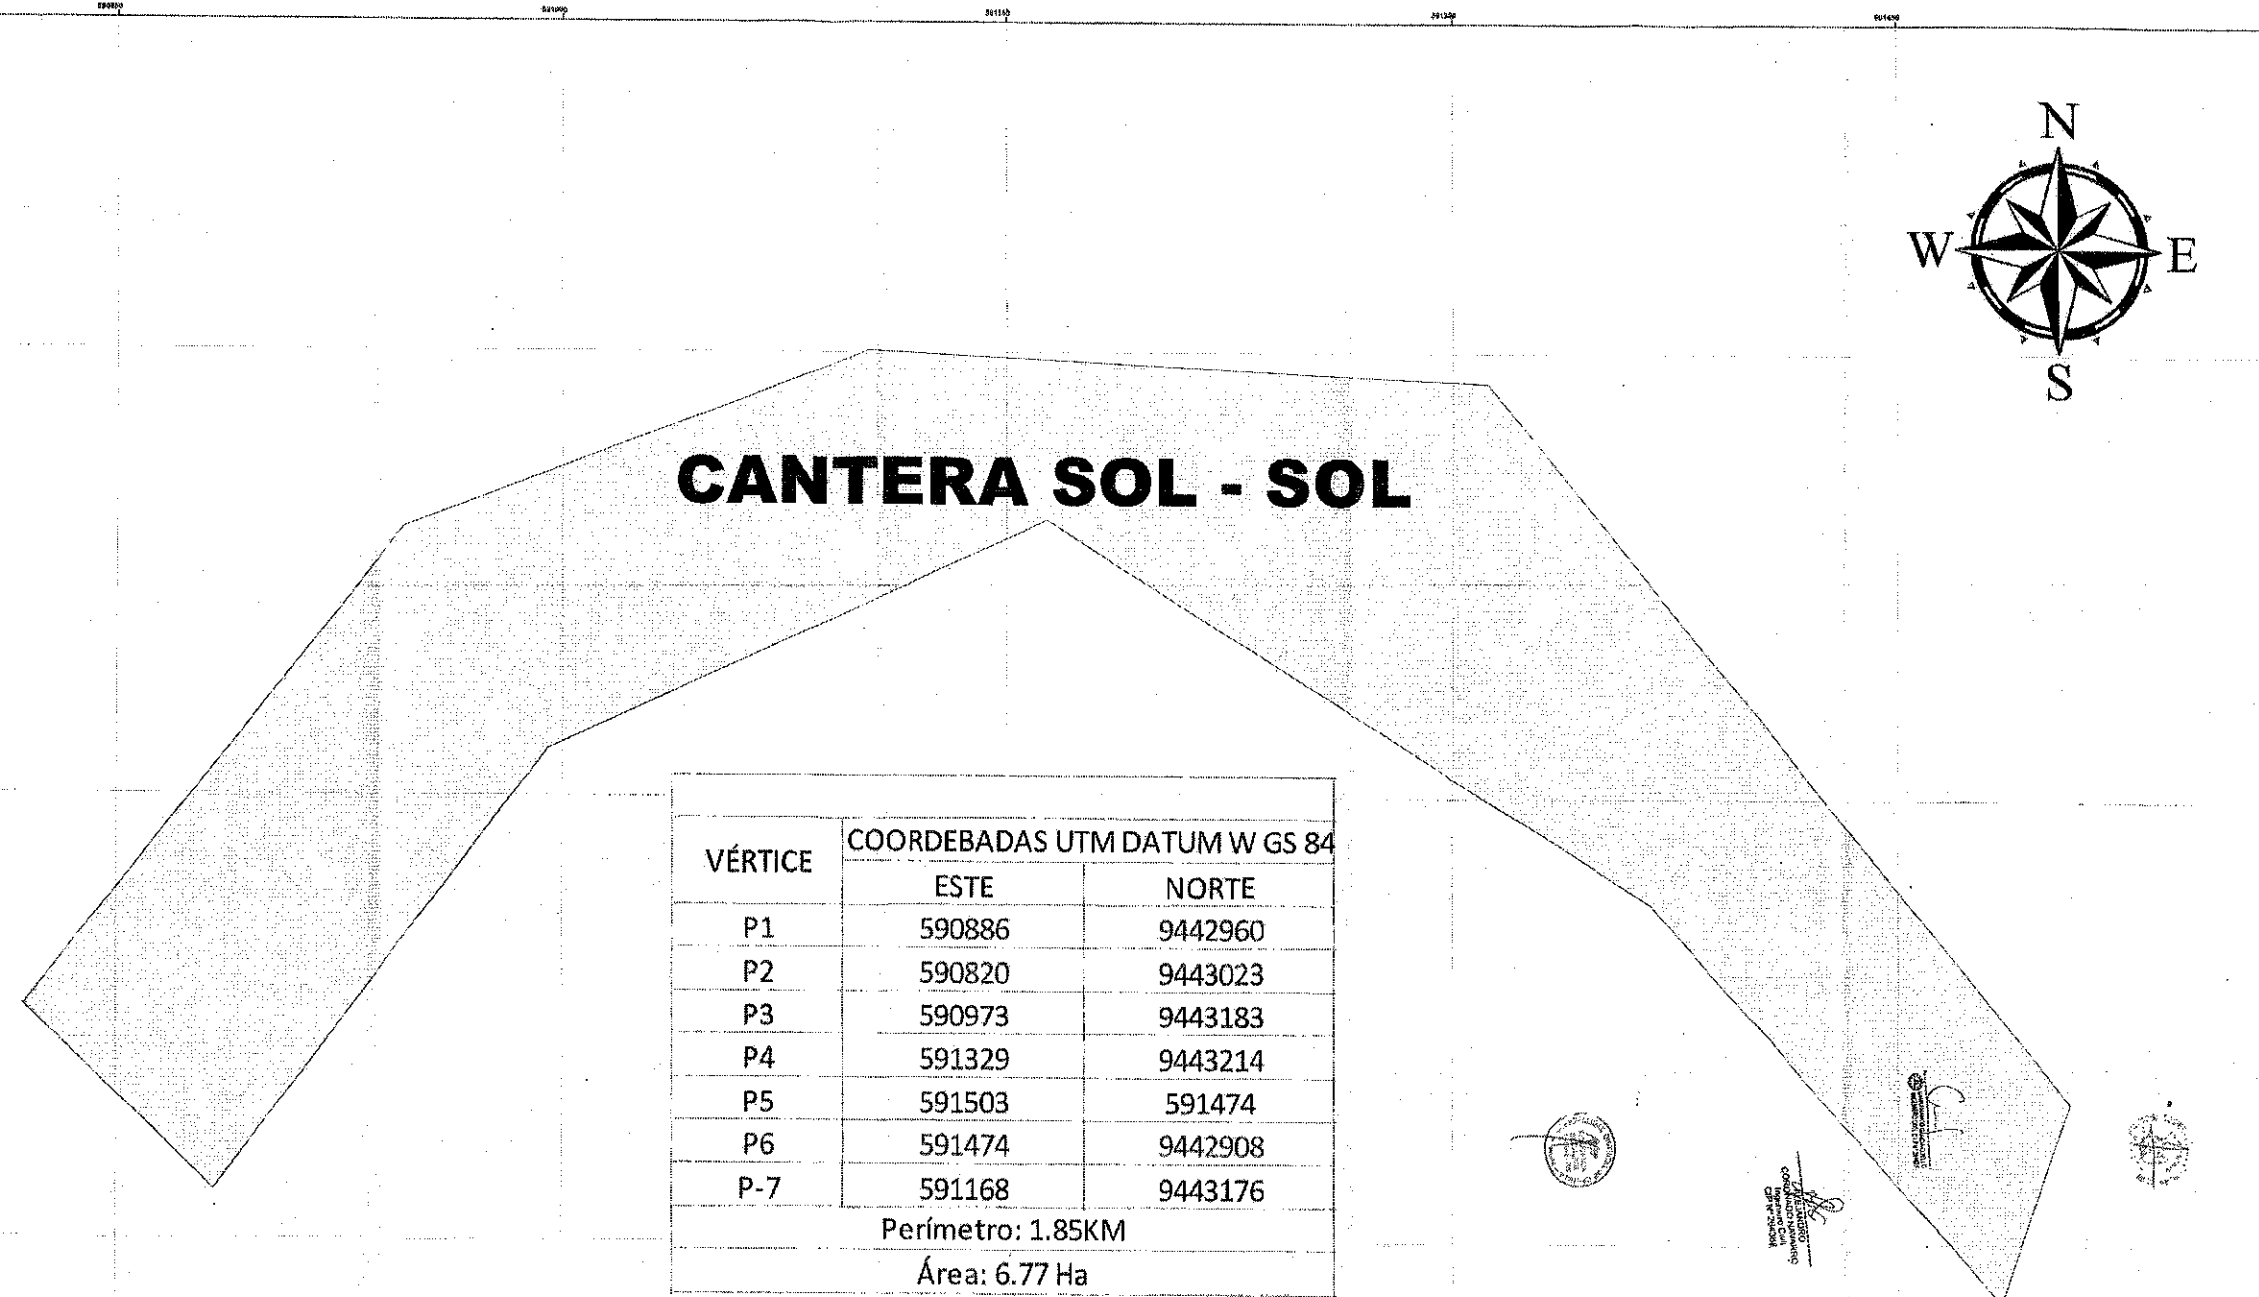 N
W
E
S
CANTERA SOL - SOL
VÉRTICE
COORDEBADAS UTM DATUM W GS 84
ESTE NORTE
P1 590886 9442960
P2 590820 9443023
P3 590973 9443183
P4 591329 9443214
P5 591503 591474
P6 591474 9442908
P-7 591168 9443176
Perímetro: 1.85KM
Área: 6.77 Ha